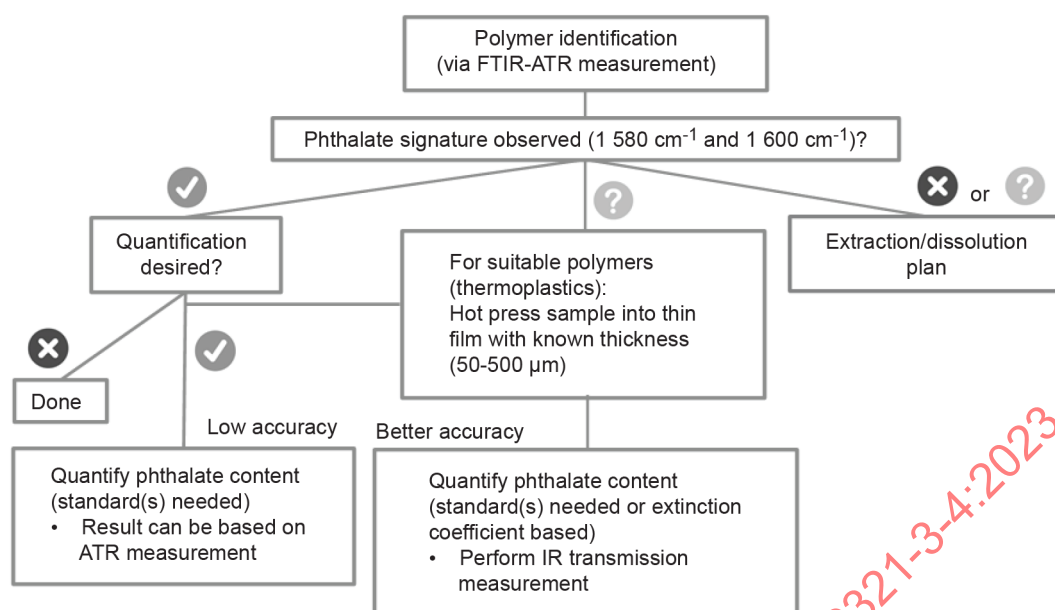 Polymer identification
(via FTIR-ATR measurement)
Phthalate signature observed (1 580 cm⁻¹ and 1 600 cm⁻¹)?
? or ?
Quantification
desired?
For suitable polymers
(thermoplastics):
Hot press sample into thin
film with known thickness
(50-500 µm)
Extraction/dissolution
plan
Done
Low accuracy
Better accuracy
Quantify phthalate content
(standard(s) needed)
• Result can be based on
ATR measurement
Quantify phthalate content
(standard(s) needed or extinction
coefficient based)
• Perform IR transmission
measurement
321-3-4:2023